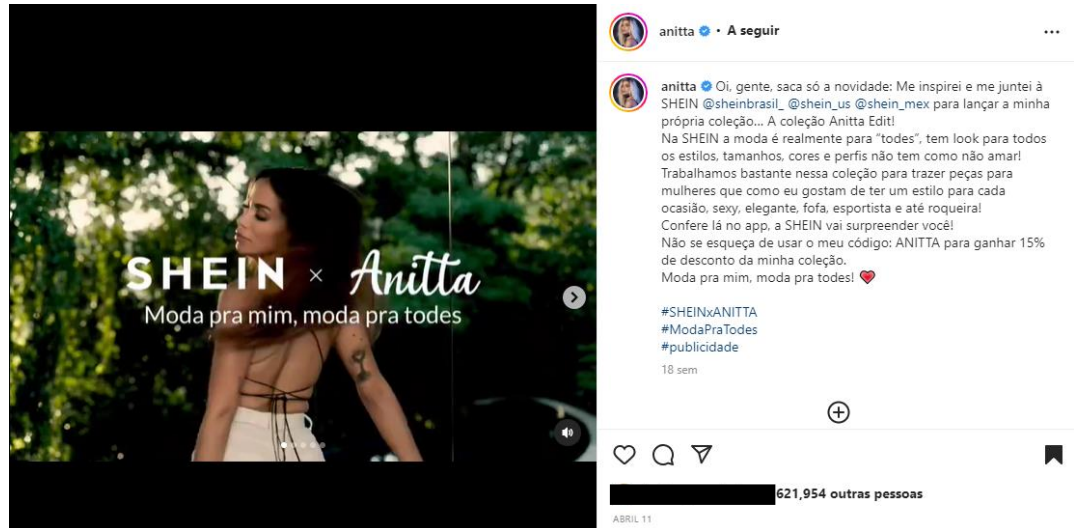 SHEIN × Anitta
Moda pra mim, moda pra todes
anitta • A seguir
anitta Oi, gente, saca só a novidade: Me inspirei e me juntei à
SHEIN @sheinbrasil_ @shein_us @shein_mex para lançar a minha
própria coleção... A coleção Anitta Edit!
Na SHEIN a moda é realmente para “todes”, tem look para todos
os estilos, tamanhos, cores e perfis não tem como não amar!
Trabalhamos bastante nessa coleção para trazer peças para
mulheres que como eu gostam de ter um estilo para cada
ocasião, sexy, elegante, fofa, esportista e até roqueira!
Confere lá no app, a SHEIN vai surpreender você!
Não se esqueça de usar o meu código: ANITTA para ganhar 15%
de desconto da minha coleção.
Moda pra mim, moda pra todes! ❤️
#SHEINxANITTA
#ModaPraTodes
#publicidade
18 sem
621,954 outras pessoas
ABRIL 11